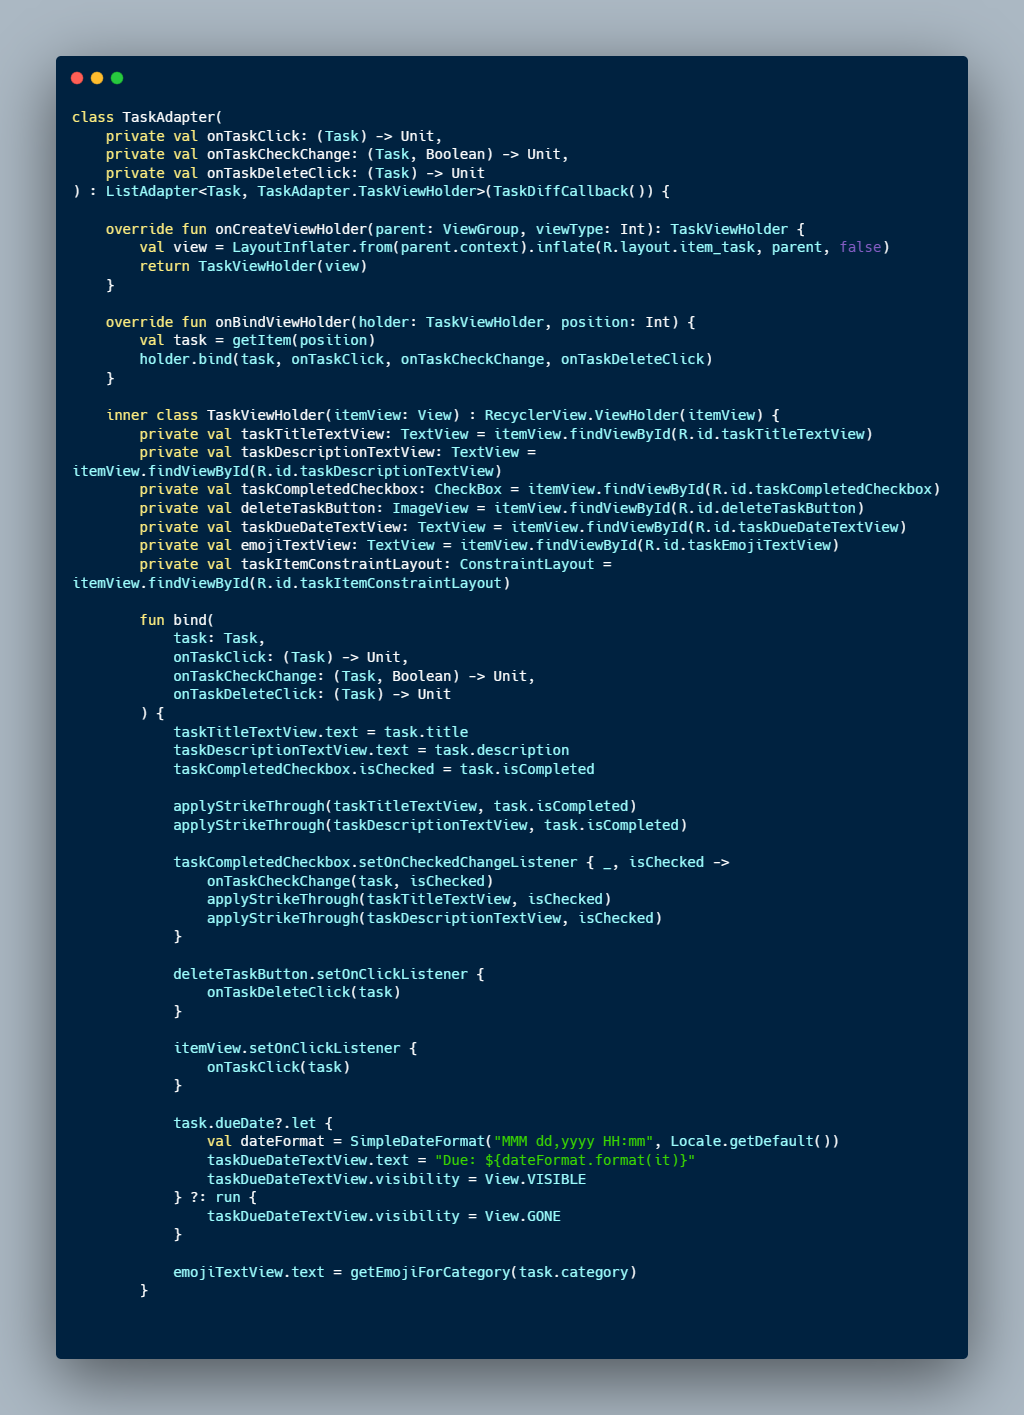 class TaskAdapter(
    private val onTaskClick: (Task) -> Unit,
    private val onTaskCheckChange: (Task, Boolean) -> Unit,
    private val onTaskDeleteClick: (Task) -> Unit
) : ListAdapter<Task, TaskAdapter.TaskViewHolder>(TaskDiffCallback()) {

    override fun onCreateViewHolder(parent: ViewGroup, viewType: Int): TaskViewHolder {
        val view = LayoutInflater.from(parent.context).inflate(R.layout.item_task, parent, false)
        return TaskViewHolder(view)
    }

    override fun onBindViewHolder(holder: TaskViewHolder, position: Int) {
        val task = getItem(position)
        holder.bind(task, onTaskClick, onTaskCheckChange, onTaskDeleteClick)
    }

    inner class TaskViewHolder(itemView: View) : RecyclerView.ViewHolder(itemView) {
        private val taskTitleTextView: TextView = itemView.findViewById(R.id.taskTitleTextView)
        private val taskDescriptionTextView: TextView =
itemView.findViewById(R.id.taskDescriptionTextView)
        private val taskCompletedCheckbox: CheckBox = itemView.findViewById(R.id.taskCompletedCheckbox)
        private val deleteTaskButton: ImageView = itemView.findViewById(R.id.deleteTaskButton)
        private val taskDueDateTextView: TextView = itemView.findViewById(R.id.taskDueDateTextView)
        private val emojiTextView: TextView = itemView.findViewById(R.id.taskEmojiTextView)
        private val taskItemConstraintLayout: ConstraintLayout =
itemView.findViewById(R.id.taskItemConstraintLayout)

        fun bind(
            task: Task,
            onTaskClick: (Task) -> Unit,
            onTaskCheckChange: (Task, Boolean) -> Unit,
            onTaskDeleteClick: (Task) -> Unit
        ) {
            taskTitleTextView.text = task.title
            taskDescriptionTextView.text = task.description
            taskCompletedCheckbox.isChecked = task.isCompleted

            applyStrikeThrough(taskTitleTextView, task.isCompleted)
            applyStrikeThrough(taskDescriptionTextView, task.isCompleted)

            taskCompletedCheckbox.setOnCheckedChangeListener { _, isChecked ->
                onTaskCheckChange(task, isChecked)
                applyStrikeThrough(taskTitleTextView, isChecked)
                applyStrikeThrough(taskDescriptionTextView, isChecked)
            }

            deleteTaskButton.setOnClickListener {
                onTaskDeleteClick(task)
            }

            itemView.setOnClickListener {
                onTaskClick(task)
            }

            task.dueDate?.let {
                val dateFormat = SimpleDateFormat("MMM dd,yyyy HH:mm", Locale.getDefault())
                taskDueDateTextView.text = "Due: ${dateFormat.format(it)}"
                taskDueDateTextView.visibility = View.VISIBLE
            } ?: run {
                taskDueDateTextView.visibility = View.GONE
            }

            emojiTextView.text = getEmojiForCategory(task.category)
        }